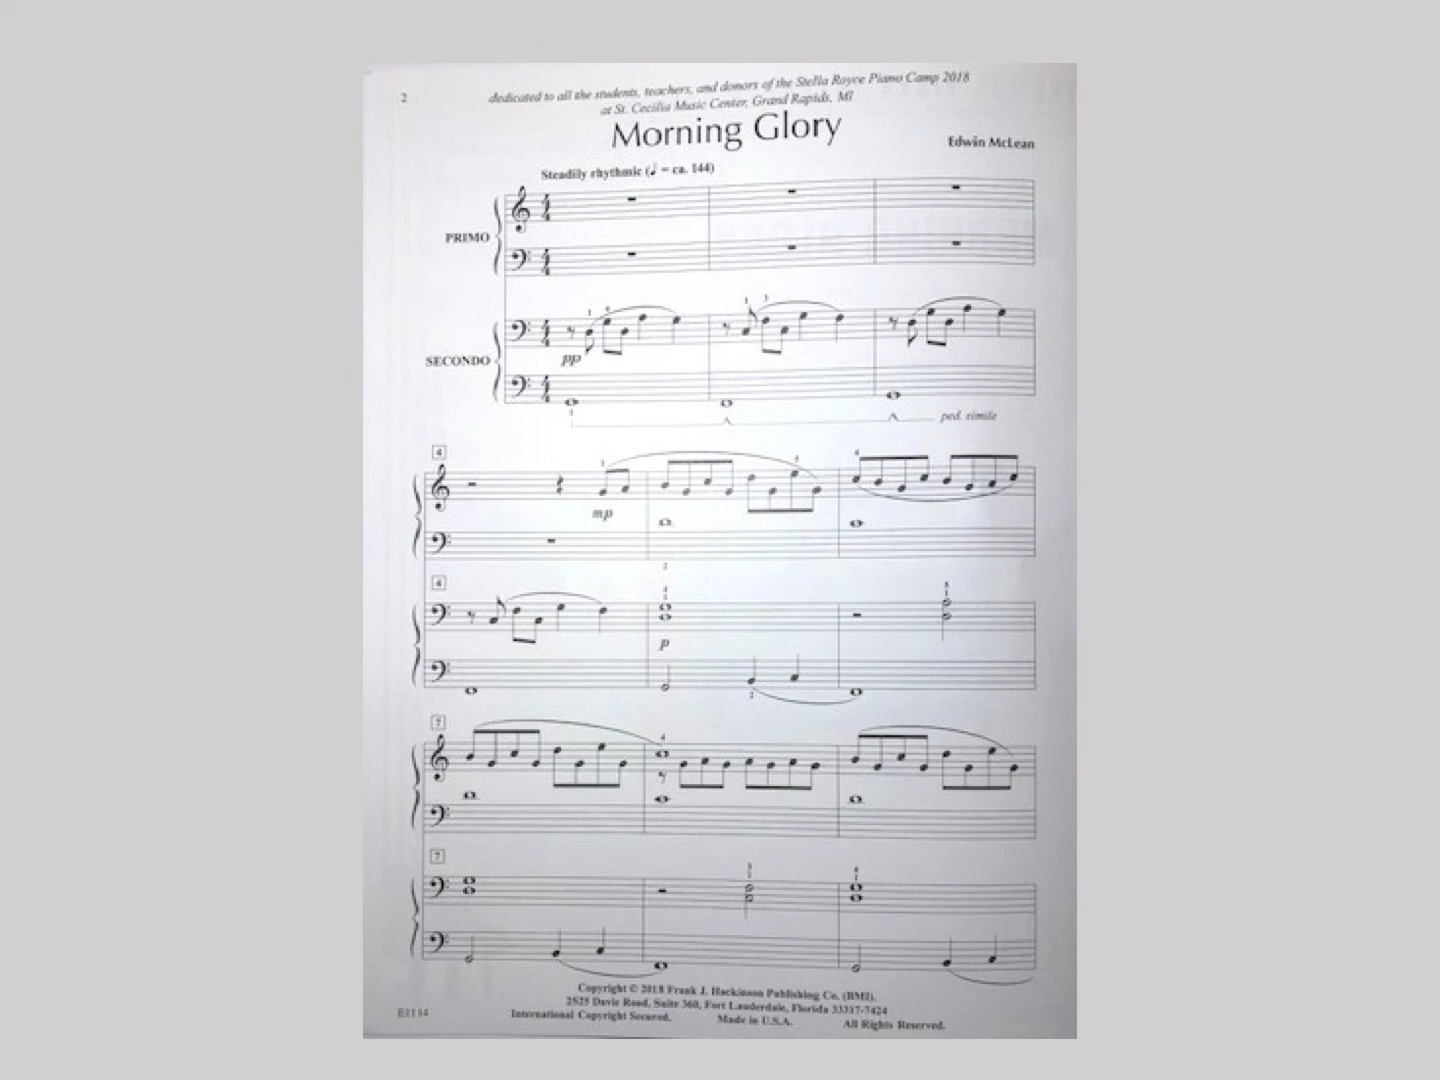 2
dedicated to all the students, teachers, and donors of the Stella Royce Piano Camp 2018
at St. Cecilia Music Center, Grand Rapids, MI
Morning Glory
Edwin McLean
Steadily rhythmic (♩ = ca. 144)
PRIMO
SECONDO
pp
ped. simile
4
mp
4
p
7
7
Copyright © 2018 Frank J. Hackinson Publishing Co. (BMI).
2525 Davie Road, Suite 360, Fort Lauderdale, Florida 33317-7424
International Copyright Secured. Made in U.S.A. All Rights Reserved.
E1114